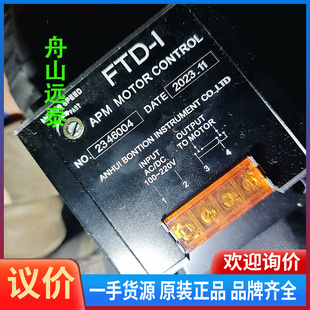 舟山远泰
FTD-I
APM MOTOR CONTROL
NO. 2346004 DATE 2023.11
ANHUI BONTION INSTRUMENT CO.,LTD
INPUT
AC/DC
100-220V
OUTPUT
TO MOTOR
1 2 3 4
议价
欢迎询价
一手货源 原装正品 品牌齐全